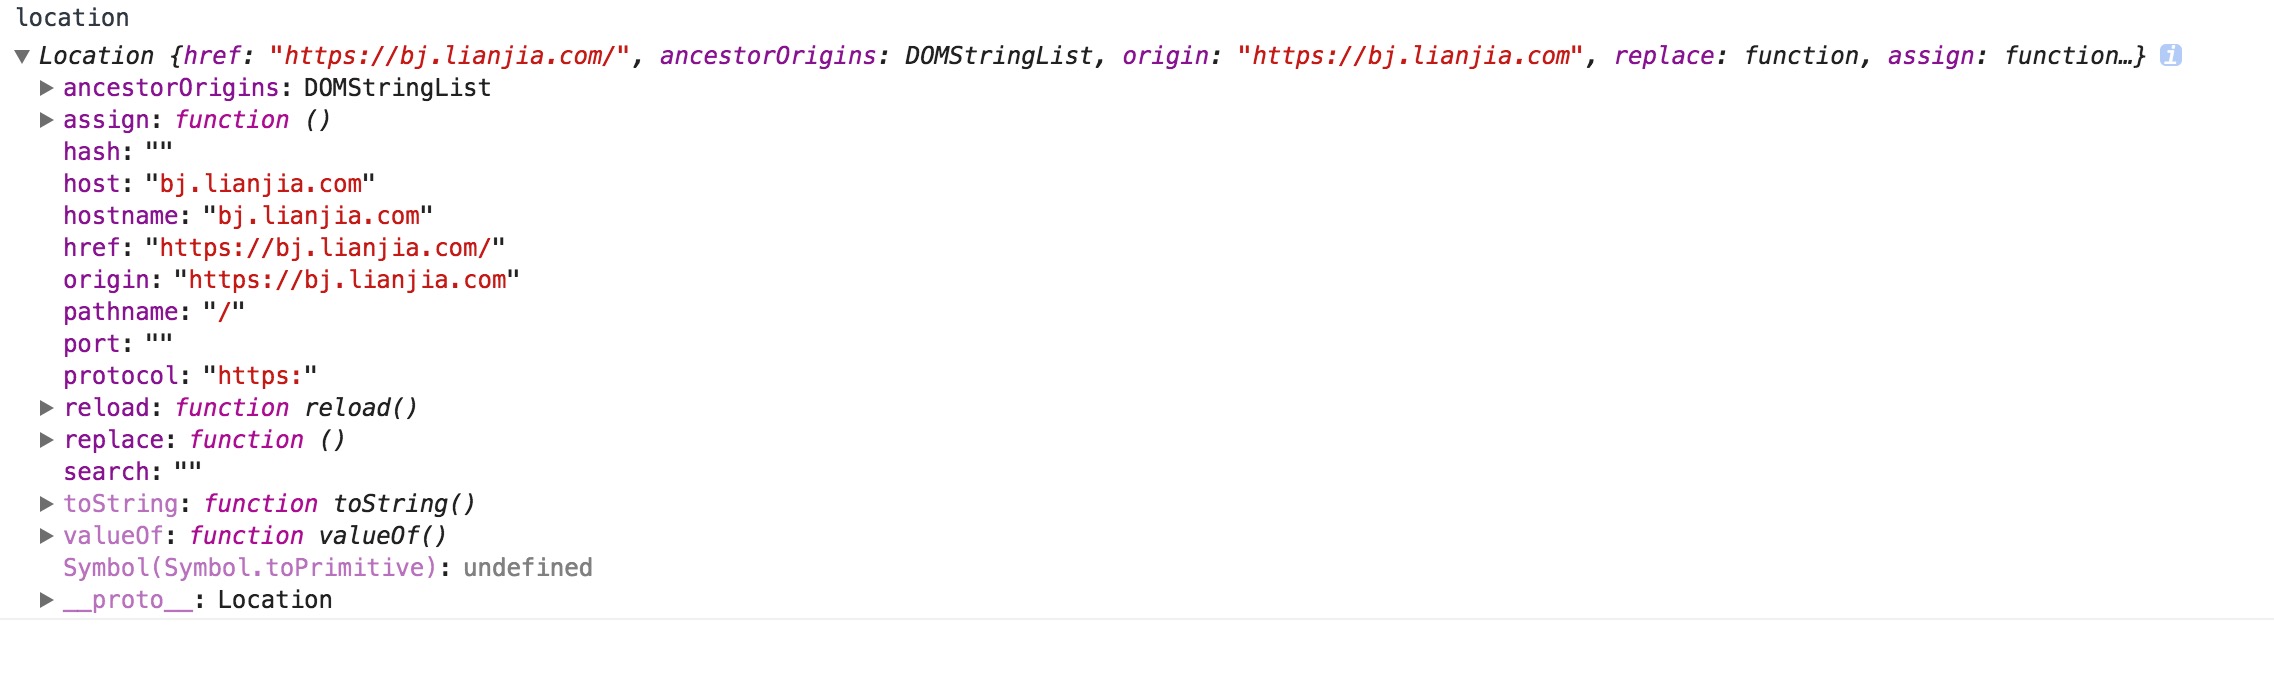 location
Location {href: "https://bj.lianjia.com/", ancestorOrigins: DOMStringList, origin: "https://bj.lianjia.com", replace: function, assign: function…} i
ancestorOrigins: DOMStringList
assign: function ()
hash: ""
host: "bj.lianjia.com"
hostname: "bj.lianjia.com"
href: "https://bj.lianjia.com/"
origin: "https://bj.lianjia.com"
pathname: "/"
port: ""
protocol: "https:"
reload: function reload()
replace: function ()
search: ""
toString: function toString()
valueOf: function valueOf()
Symbol(Symbol.toPrimitive): undefined
__proto__: Location